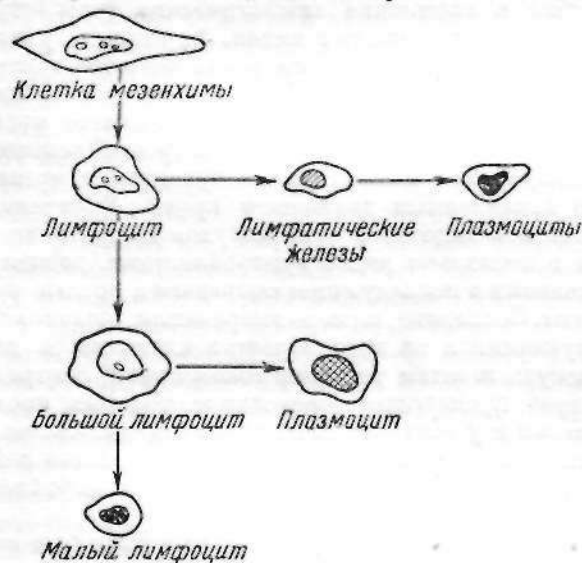 Клетка мезенхимы
Лимфоцит
Лимфатические
железы
Плазмоциты
Большой лимфоцит
Плазмоцит
Малый лимфоцит